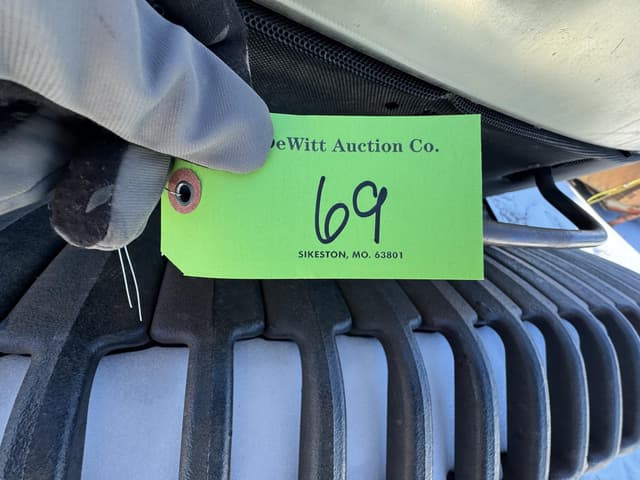 DeWitt Auction Co.
69
SIKESTON, MO. 63801